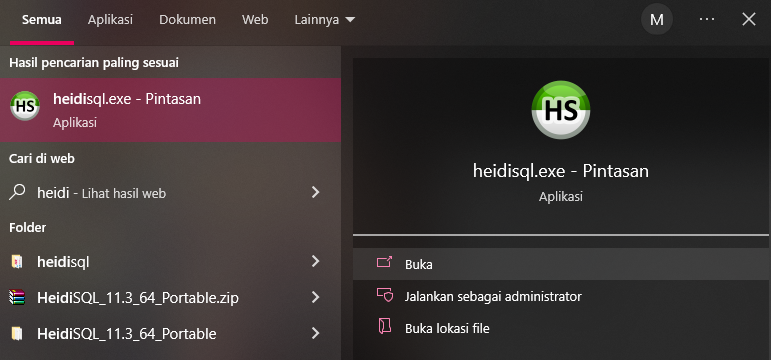 Semua Aplikasi Dokumen Web Lainnya M
Hasil pencarian paling sesuai
heidisql.exe - Pintasan
Aplikasi
Cari di web
heidi - Lihat hasil web
Folder
heidisql
HeidiSQL_11.3_64_Portable.zip
HeidiSQL_11.3_64_Portable
HS
HS
heidisql.exe - Pintasan
Aplikasi
Buka
Jalankan sebagai administrator
Buka lokasi file